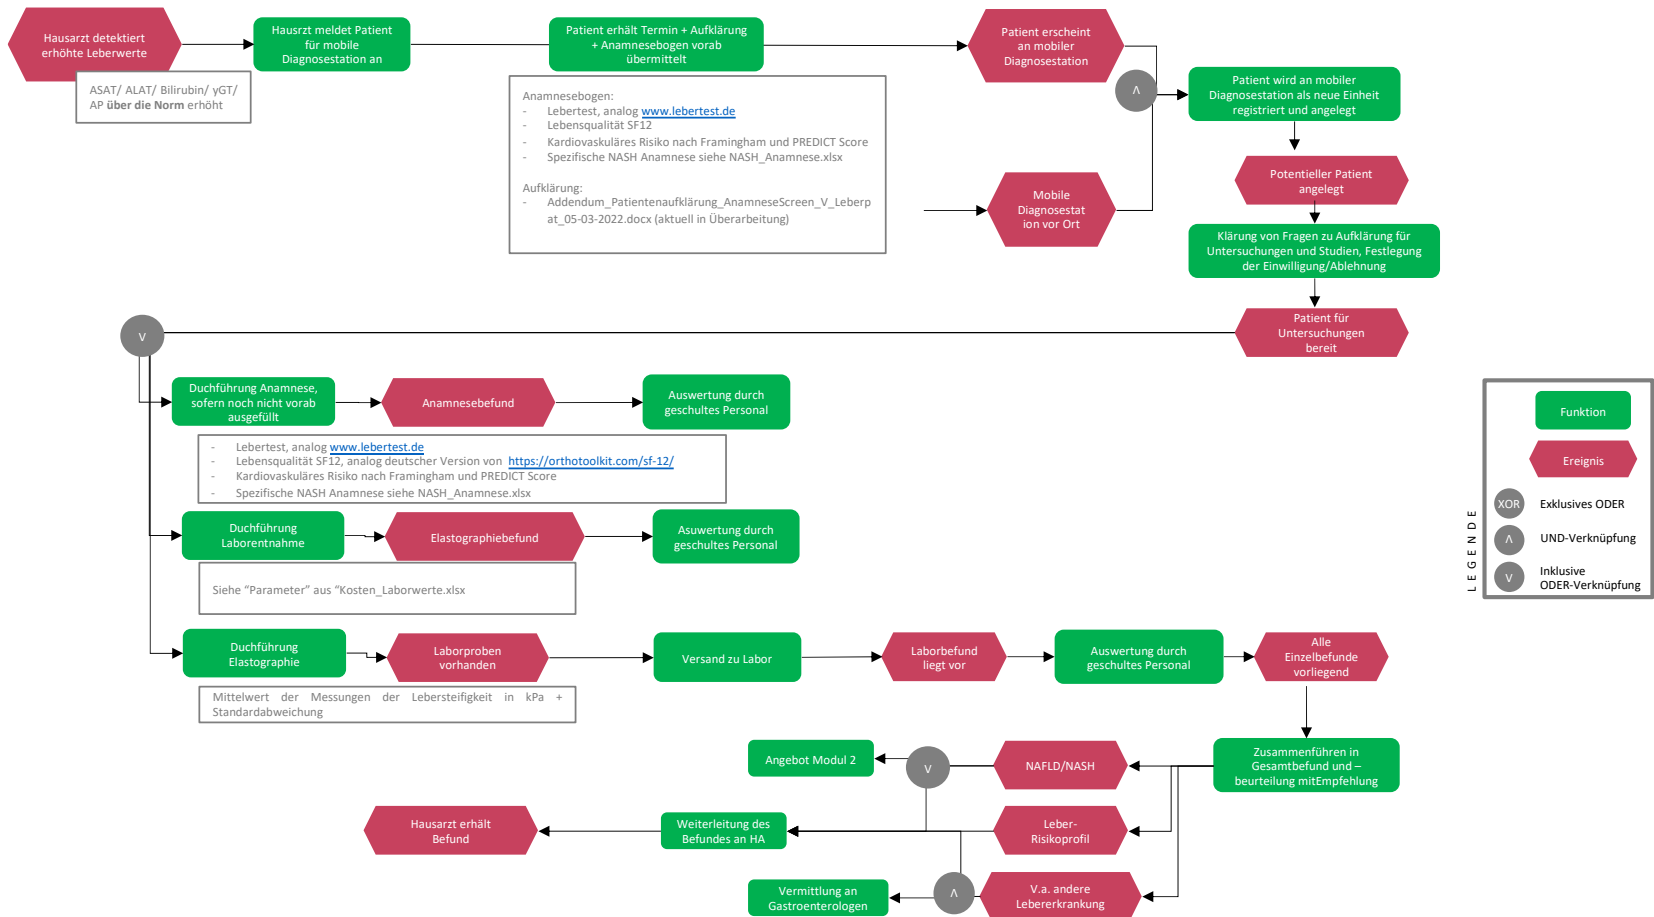 Hausarzt detektiert
erhöhte Leberwerte
ASAT/ ALAT/ Bilirubin/ yGT/
AP über die Norm erhöht
Hausrzt meldet Patient
für mobile
Diagnosestation an
Patient erhält Termin + Aufklärung
+ Anamnesebogen vorab
übermittelt
Anamnesebogen:
- Lebertest, analog www.lebertest.de
- Lebensqualität SF12
- Kardiovaskuläres Risiko nach Framingham und PREDICT Score
- Spezifische NASH Anamnese siehe NASH_Anamnese.xlsx
Aufklärung:
- Addendum_Patientenaufklärung_AnamneseScreen_V_Leberp
at_05-03-2022.docx (aktuell in Überarbeitung)
Patient erscheint
an mobiler
Diagnosestation
Λ
Mobile
Diagnosestat
ion vor Ort
Patient wird an mobiler
Diagnosestation als neue Einheit
registriert und angelegt
Potentieller Patient
angelegt
Klärung von Fragen zu Aufklärung für
Untersuchungen und Studien, Festlegung
der Einwilligung/Ablehnung
Patient für
Untersuchungen
bereit
V
Duchführung Anamnese,
sofern noch nicht vorab
ausgefüllt
Anamnesebefund
Auswertung durch
geschultes Personal
- Lebertest, analog www.lebertest.de
- Lebensqualität SF12, analog deutscher Version von https://orthotoolkit.com/sf-12/
- Kardiovaskuläres Risiko nach Framingham und PREDICT Score
- Spezifische NASH Anamnese siehe NASH_Anamnese.xlsx
Duchführung
Laborentnahme
Elastographiebefund
Asuwertung durch
geschultes Personal
Siehe "Parameter" aus "Kosten_Laborwerte.xlsx
Duchführung
Elastographie
Laborproben
vorhanden
Versand zu Labor
Laborbefund
liegt vor
Auswertung durch
geschultes Personal
Alle
Einzelbefunde
vorliegend
Mittelwert der Messungen der Lebersteifigkeit in kPa +
Standardabweichung
Zusammenführen in
Gesamtbefund und –
beurteilung mitEmpfehlung
NAFLD/NASH
V
Angebot Modul 2
Leber-
Risikoprofil
Weiterleitung des
Befundes an HA
Hausarzt erhält
Befund
V.a. andere
Lebererkrankung
Λ
Vermittlung an
Gastroenterologen
LEGENDE
Funktion
Ereignis
XOR Exklusives ODER
Λ UND-Verknüpfung
V Inklusive
ODER-Verknüpfung